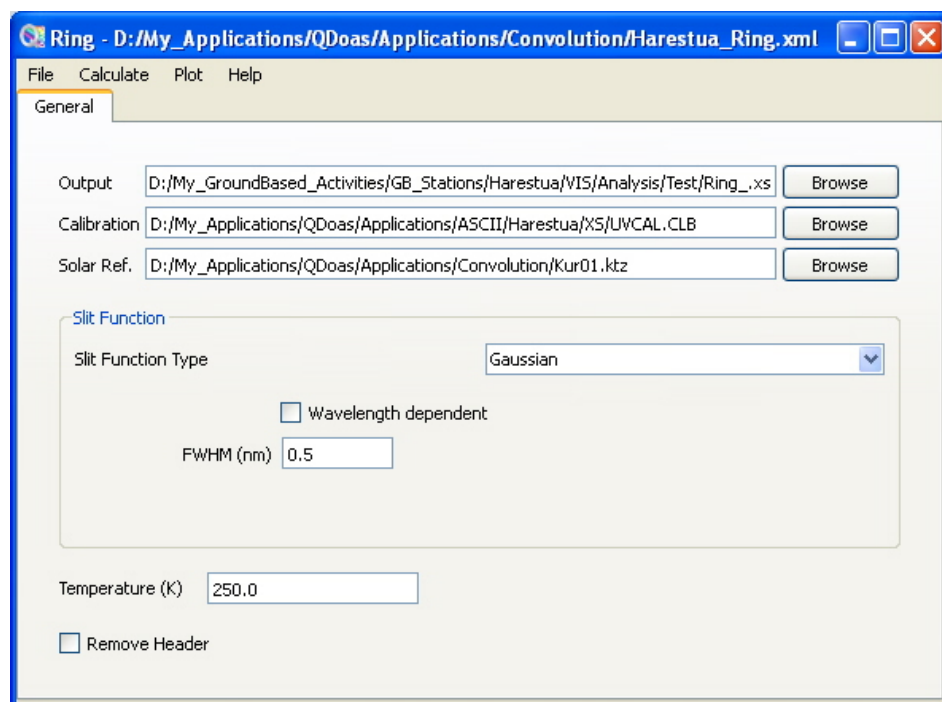 Ring - D:/My_Applications/QDoas/Applications/Convolution/Harestua_Ring.xml
File Calculate Plot Help
General
Output D:/My_GroundBased_Activities/GB_Stations/Harestua/VIS/Analysis/Test/Ring_.xs Browse
Calibration D:/My_Applications/QDoas/Applications/ASCII/Harestua/XS/UVCAL.CLB Browse
Solar Ref. D:/My_Applications/QDoas/Applications/Convolution/Kur01.ktz Browse
Slit Function
Slit Function Type Gaussian
Wavelength dependent
FWHM (nm) 0.5
Temperature (K) 250.0
Remove Header